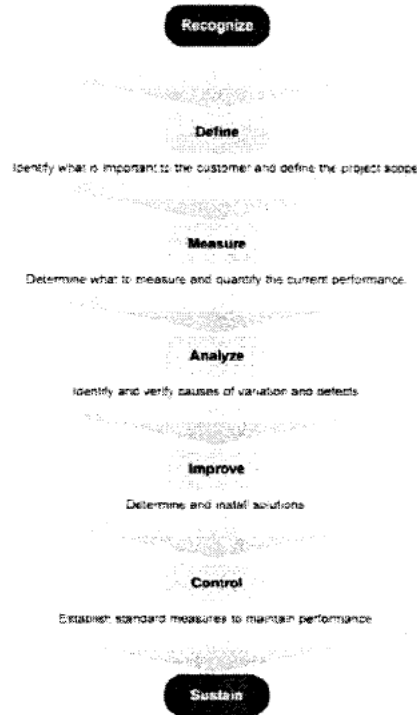 Recognize
Define
Identify what is important to the customer and define the project scope
Measure
Determine what to measure and quantify the current performance.
Analyze
Identify and verify causes of variation and defects
Improve
Determine and install solutions
Control
Establish standard measures to maintain performance
Sustain